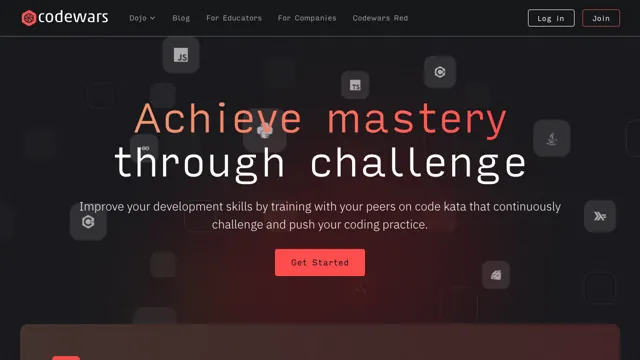 codewars
Dojo
Blog
For Educators
For Companies
Codewars Red
Log in
Join
JS
TS
Achieve mastery
through challenge
Improve your development skills by training with your peers on code kata that continuously
challenge and push your coding practice.
Get Started